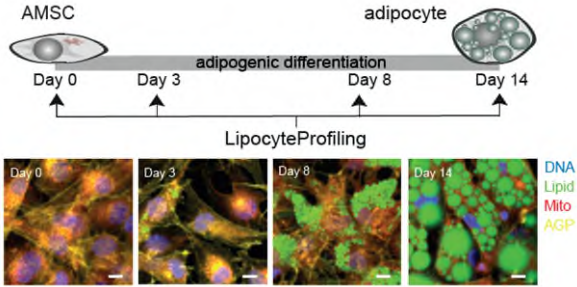 AMSC
adipocyte
adipogenic differentiation
Day 0
Day 3
Day 8
Day 14
LipocyteProfiling
Day 0
Day 3
Day 8
Day 14
DNA
Lipid
Mito
AGP